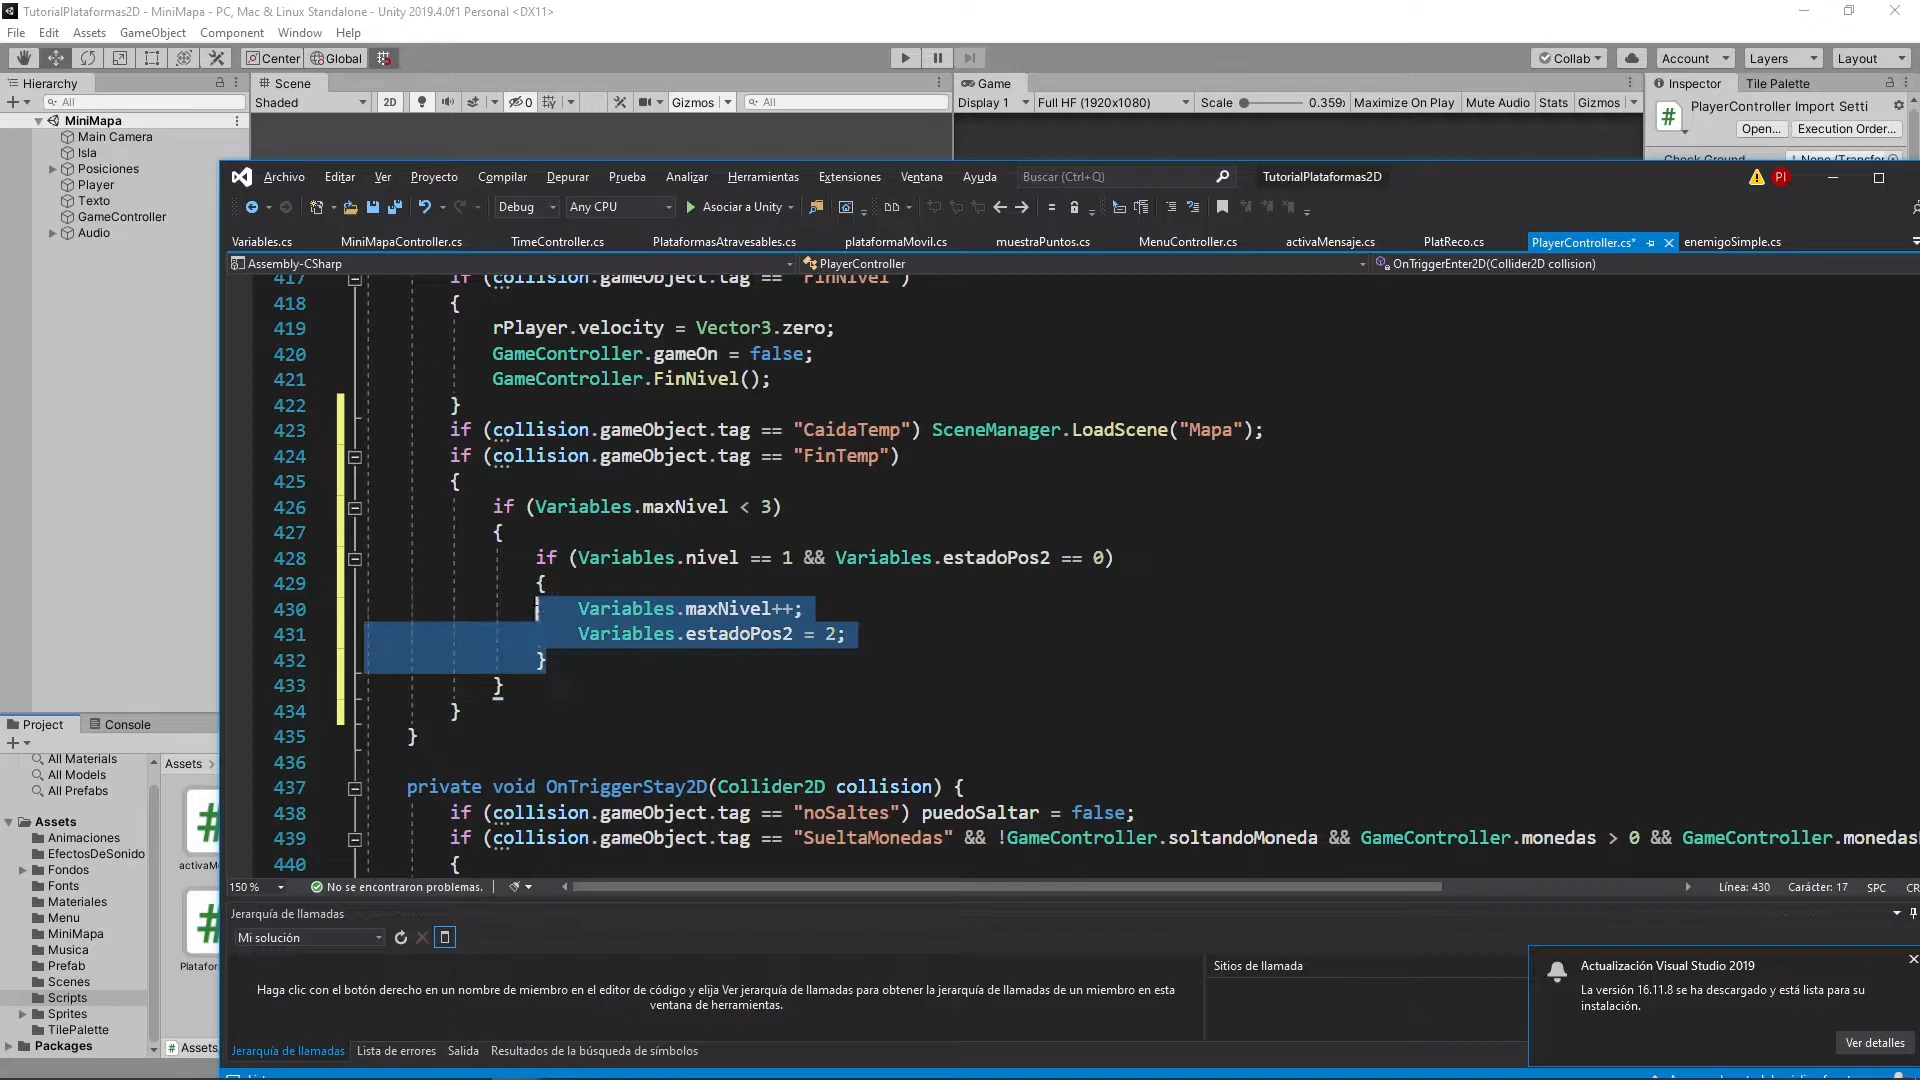 TutorialPlataformas2D - MiniMapa - PC, Mac & Linux Standalone - Unity 2019.4.0f1 Personal <DX11>
File Edit Assets GameObject Component Window Help
Center Global Collab Account Layers Layout
Hierarchy Scene Game Inspector Tile Palette
All Shaded 2D 0 Gizmos All Display 1 Full HF (1920x1080) Scale 0.359 Maximize On Play Mute Audio Stats Gizmos
PlayerController Import Setti
Open... Execution Order...
MiniMapa
Main Camera
Isla
Posiciones
Player
Texto
GameController
Audio
Archivo Editar Ver Proyecto Compilar Depurar Prueba Analizar Herramientas Extensiones Ventana Ayuda Buscar (Ctrl+Q) TutorialPlataformas2D PI
Debug Any CPU Asociar a Unity
Variables.cs MiniMapaController.cs TimeController.cs PlataformasAtravesables.cs plataformaMovil.cs muestraPuntos.cs MenuController.cs activaMensaje.cs PlatReco.cs PlayerController.cs* enemigoSimple.cs
Assembly-CSharp PlayerController OnTriggerEnter2D(Collider2D collision)
417 if (collision.gameObject.tag == "FinNivel")
418 {
419 rPlayer.velocity = Vector3.zero;
420 GameController.gameOn = false;
421 GameController.FinNivel();
422 }
423 if (collision.gameObject.tag == "CaidaTemp") SceneManager.LoadScene("Mapa");
424 if (collision.gameObject.tag == "FinTemp")
425 {
426 if (Variables.maxNivel < 3)
427 {
428 if (Variables.nivel == 1 && Variables.estadoPos2 == 0)
429 {
430 Variables.maxNivel++;
431 Variables.estadoPos2 = 2;
432 }
433 }
434 }
435 }
436
437 private void OnTriggerStay2D(Collider2D collision) {
438 if (collision.gameObject.tag == "noSaltes") puedoSaltar = false;
439 if (collision.gameObject.tag == "SueltaMonedas" && !GameController.soltandoMoneda && GameController.monedas > 0 && GameController.monedas
440 {
150 % No se encontraron problemas. Línea: 430 Carácter: 17 SPC CR
Project Console
All Materials
All Models
All Prefabs
Assets
Animaciones
EfectosDeSonido
Fondos
Fonts
Materiales
Menu
MiniMapa
Musica
Prefab
Scenes
Scripts
Sprites
TilePalette
Packages
Assets
activaM
Platafor
Assets
Jerarquía de llamadas
Mi solución
Sitios de llamada
Haga clic con el botón derecho en un nombre de miembro en el editor de código y elija Ver jerarquía de llamadas para obtener la jerarquía de llamadas de un miembro en esta
ventana de herramientas.
Jerarquía de llamadas Lista de errores Salida Resultados de la búsqueda de símbolos
Actualización Visual Studio 2019
La versión 16.11.8 se ha descargado y está lista para su
instalación.
Ver detalles